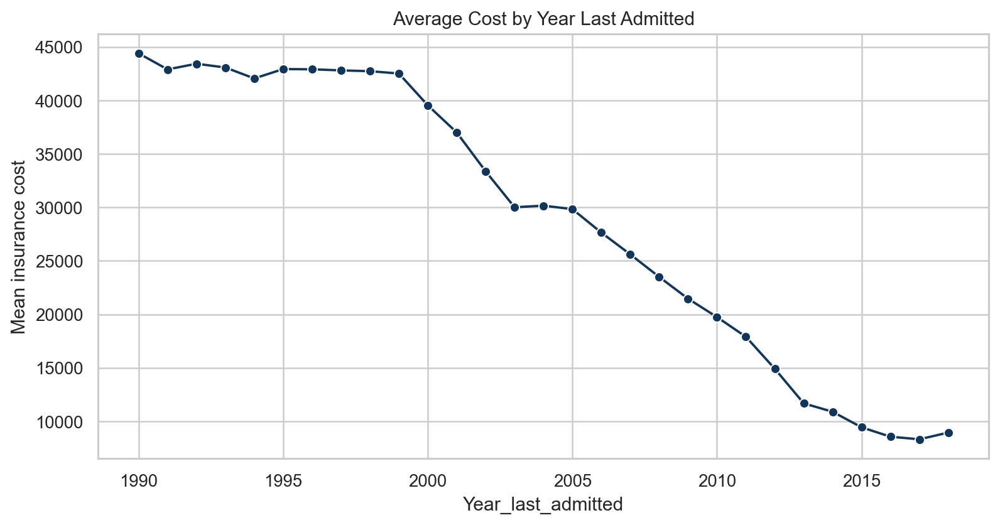 Average Cost by Year Last Admitted
Mean insurance cost
45000
40000
35000
30000
25000
20000
15000
10000
1990 1995 2000 2005 2010 2015
Year_last_admitted